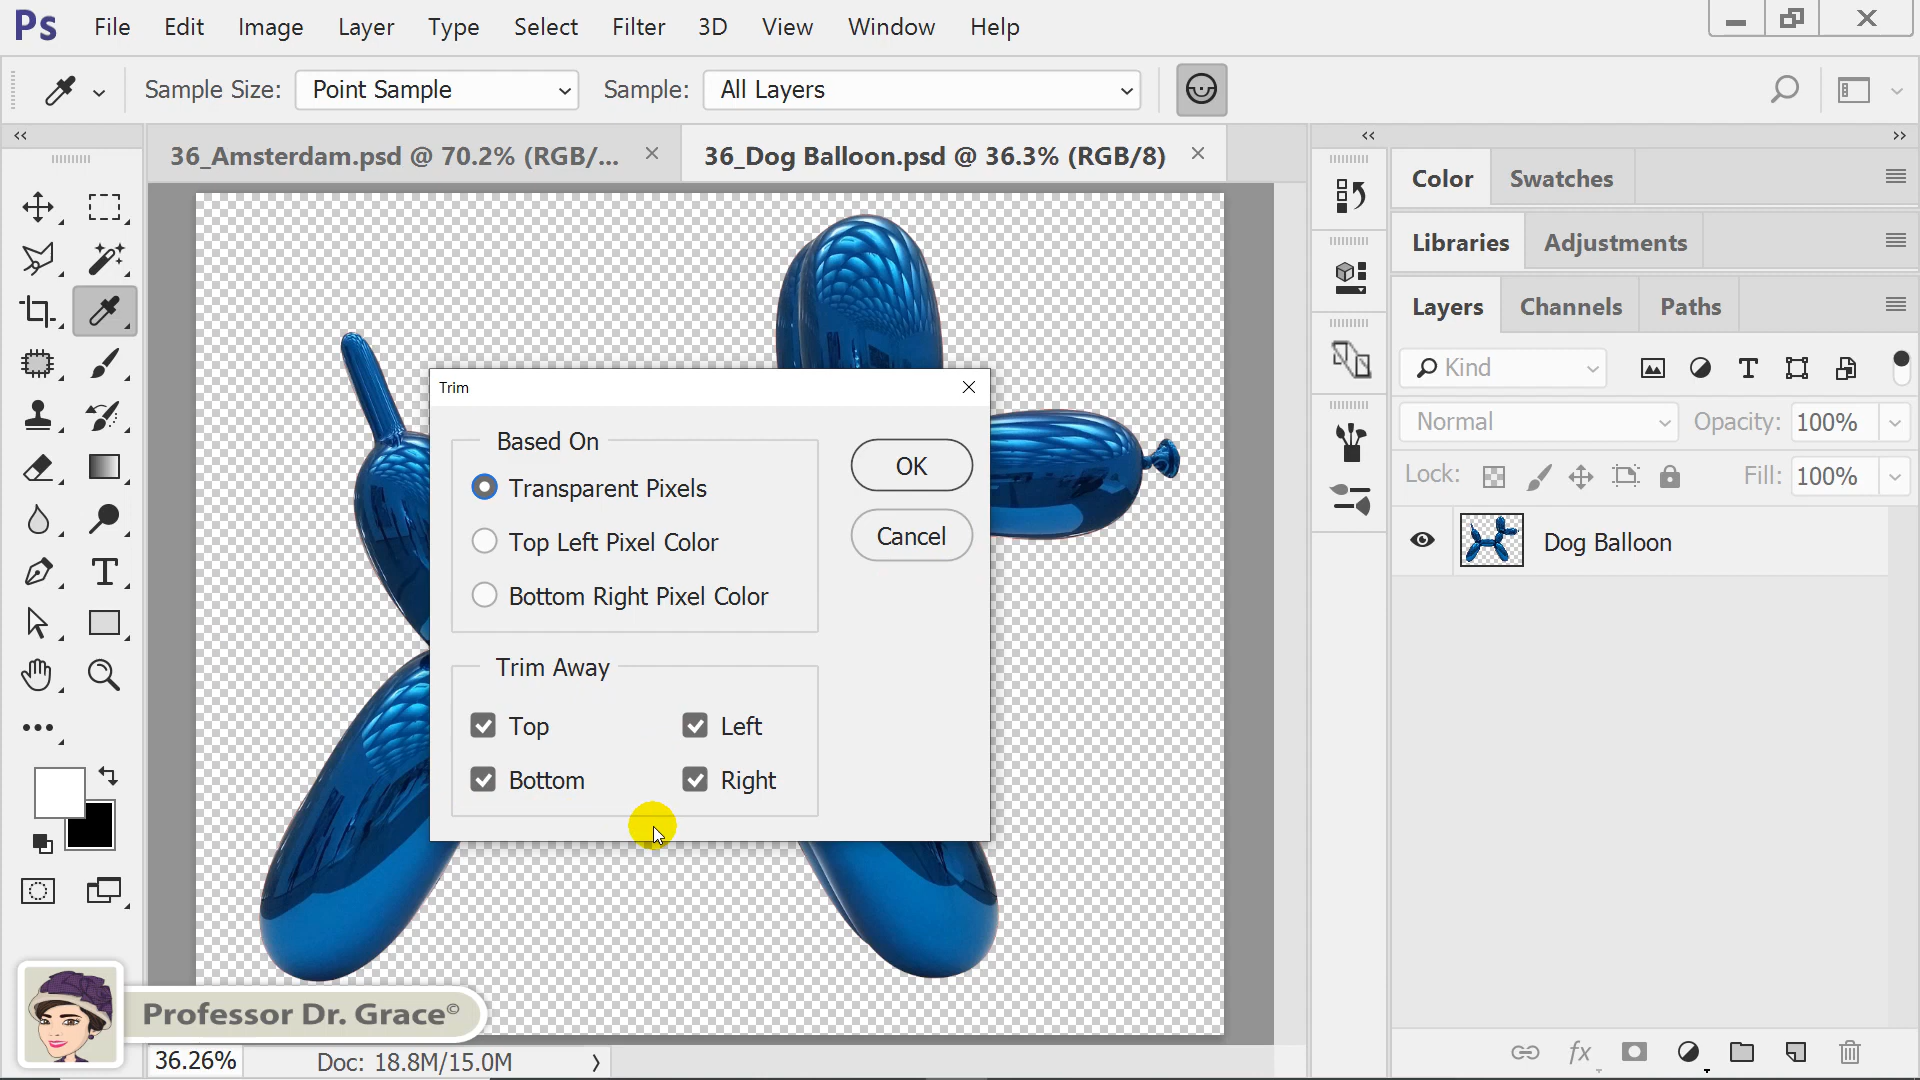 Ps File Edit Image Layer Type Select Filter 3D View Window Help
Sample Size: Point Sample Sample: All Layers
36_Amsterdam.psd @ 70.2% (RGB/... 36_Dog Balloon.psd @ 36.3% (RGB/8)
Color Swatches
Libraries Adjustments
Layers Channels Paths
Kind
Normal Opacity: 100%
Lock: Fill: 100%
Dog Balloon
Trim
Based On
Transparent Pixels
Top Left Pixel Color
Bottom Right Pixel Color
OK
Cancel
Trim Away
Top Left
Bottom Right
Professor Dr. Grace©
36.26% Doc: 18.8M/15.0M
fx